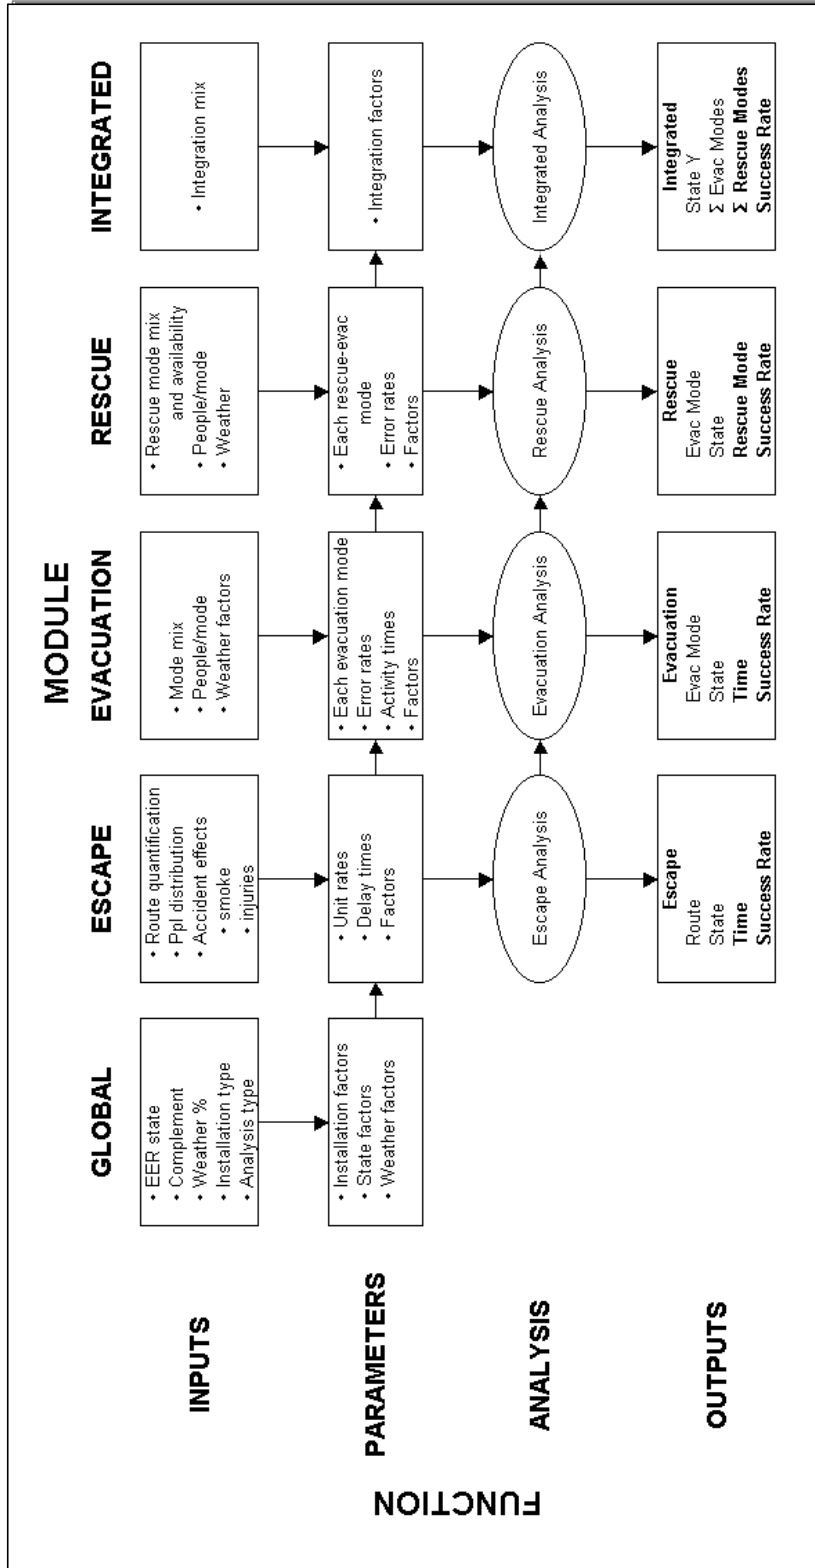 MODULE
GLOBAL
ESCAPE
EVACUATION
RESCUE
INTEGRATED
FUNCTION
INPUTS
• EER state
• Complement
• Weather %
• Installation type
• Analysis type
• Route quantification
• Ppl distribution
• Accident effects
• smoke
• injuries
• Mode mix
• People/mode
• Weather factors
• Rescue mode mix
and availability
• People/mode
• Weather
• Integration mix
PARAMETERS
• Installation factors
• State factors
• Weather factors
• Unit rates
• Delay times
• Factors
• Each evacuation mode
• Error rates
• Activity times
• Factors
• Each rescue-evac
mode
• Error rates
• Factors
• Integration factors
ANALYSIS
Escape Analysis
Evacuation Analysis
Rescue Analysis
Integrated Analysis
OUTPUTS
Escape
Route
State
Time
Success Rate
Evacuation
Evac Mode
State
Time
Success Rate
Rescue
Evac Mode
State
Rescue Mode
Success Rate
Integrated
State Y
Σ Evac Modes
Σ Rescue Modes
Success Rate